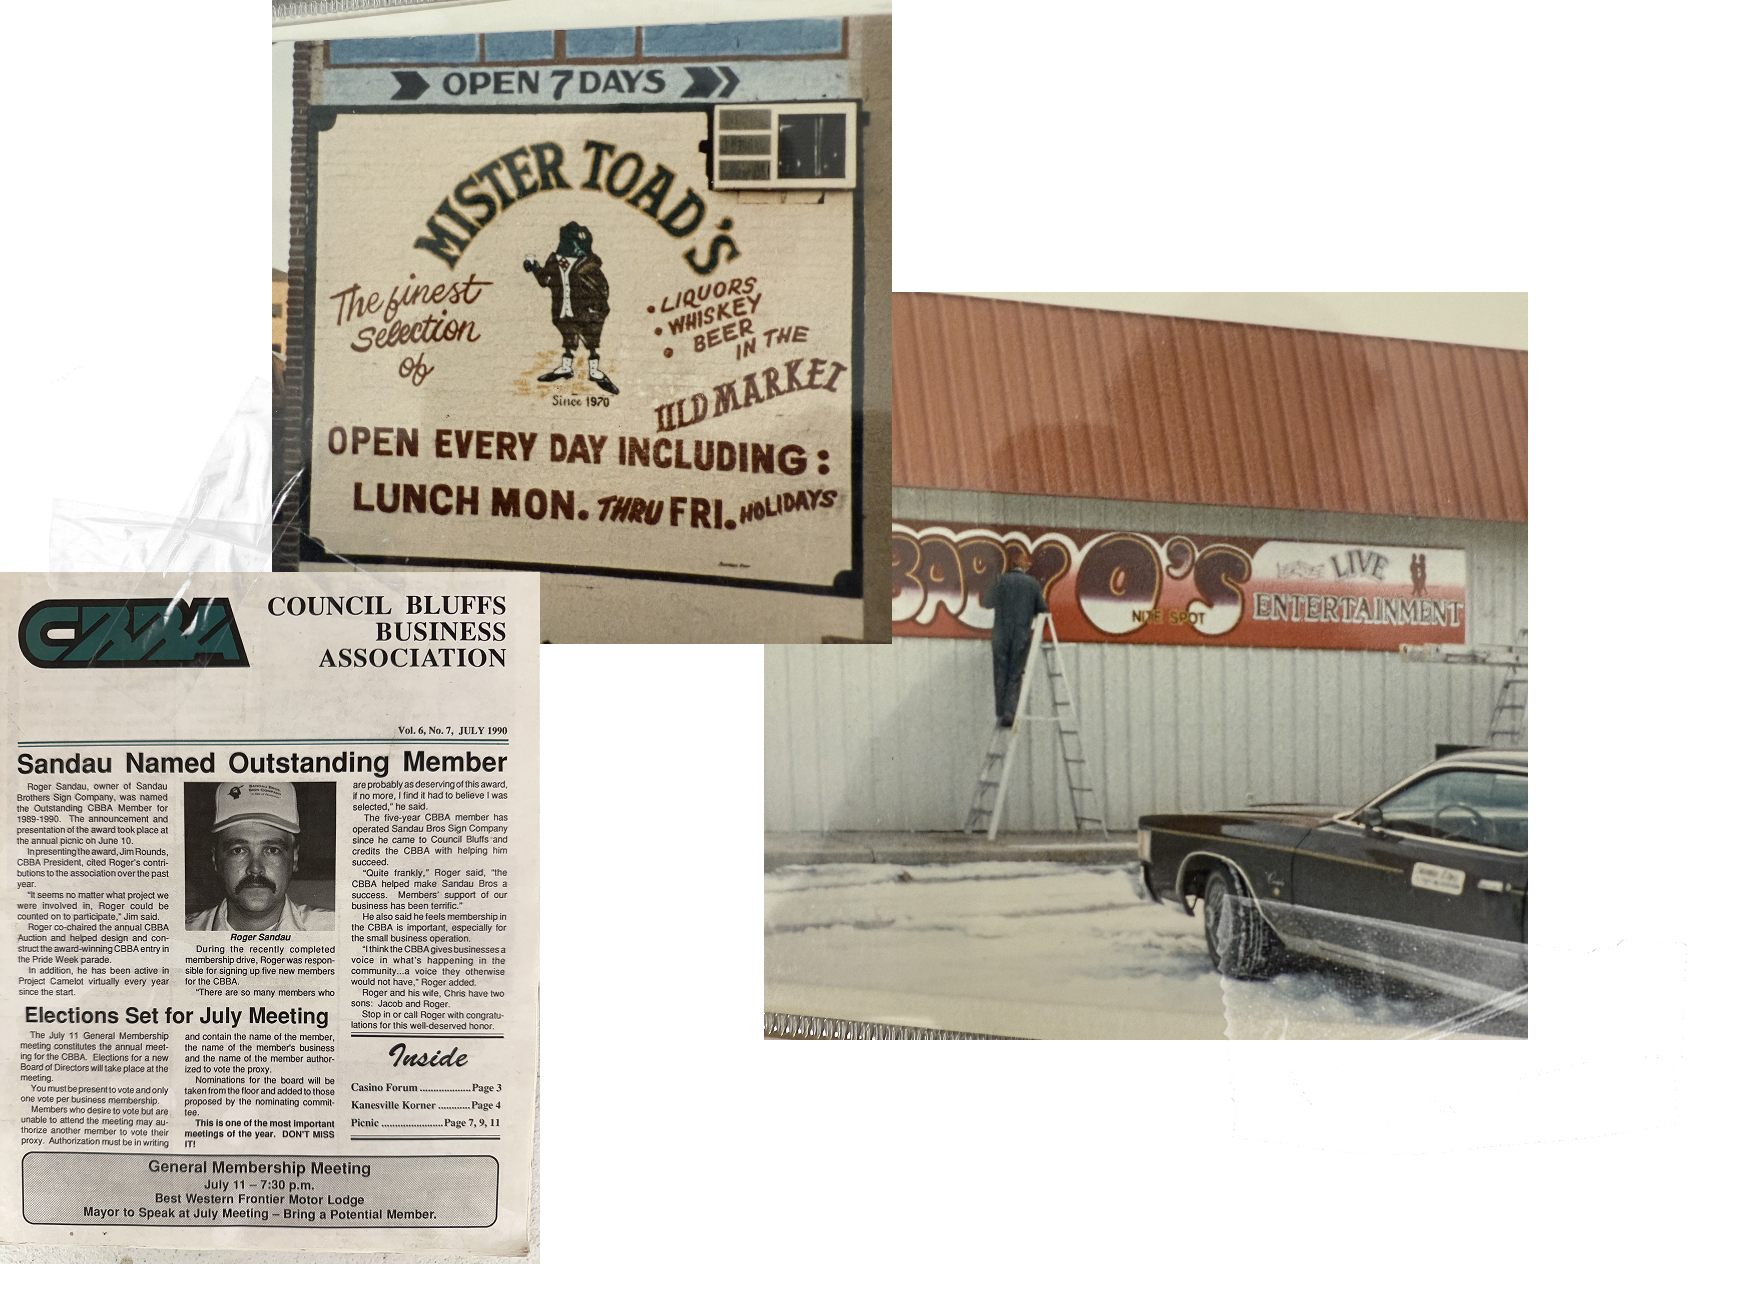 OPEN 7 DAYS
MISTER TOAD'S
The finest
Selection
of
• LIQUORS
• WHISKEY
• BEER
IN THE
OLD MARKET
Since 1970
OPEN EVERY DAY INCLUDING:
LUNCH MON. THRU FRI. HOLIDAYS
BABY O'S
NITE SPOT
LIVE
ENTERTAINMENT
CBBA
COUNCIL BLUFFS
BUSINESS
ASSOCIATION
Vol. 6, No. 7, JULY 1990
Sandau Named Outstanding Member
Roger Sandau, owner of Sandau
Brothers Sign Company, was named
the Outstanding CBBA Member for
1989-1990. The announcement and
presentation of the award took place at
the annual picnic on June 10.
In presenting the award, Jim Rounds,
CBBA President, cited Roger's contri-
butions to the association over the past
year.
"It seems no matter what project we
were involved in, Roger could be
counted on to participate," Jim said.
Roger co-chaired the annual CBBA
Auction and helped design and con-
struct the award-winning CBBA entry in
the Pride Week parade.
In addition, he has been active in
Project Camelot virtually every year
since the start.
SANDAU BROS
SIGN COMPANY
Roger Sandau
During the recently completed
membership drive, Roger was respon-
sible for signing up five new members
for the CBBA.
"There are so many members who
are probably as deserving of this award,
if no more, I find it had to believe I was
selected," he said.
The five-year CBBA member has
operated Sandau Bros Sign Company
since he came to Council Bluffs and
credits the CBBA with helping him
succeed.
"Quite frankly," Roger said, "the
CBBA helped make Sandau Bros a
success. Members' support of our
business has been terrific."
He also said he feels membership in
the CBBA is important, especially for
the small business operation.
"I think the CBBA gives businesses a
voice in what's happening in the
community...a voice they otherwise
would not have," Roger added.
Roger and his wife, Chris have two
sons: Jacob and Roger.
Stop in or call Roger with congratu-
lations for this well-deserved honor.
Elections Set for July Meeting
The July 11 General Membership
meeting constitutes the annual meet-
ing for the CBBA. Elections for a new
Board of Directors will take place at the
meeting.
You must be present to vote and only
one vote per business membership.
Members who desire to vote but are
unable to attend the meeting may au-
thorize another member to vote their
proxy. Authorization must be in writing
and contain the name of the member,
the name of the member's business
and the name of the member author-
ized to vote the proxy.
Nominations for the board will be
taken from the floor and added to those
proposed by the nominating commit-
tee.
This is one of the most important
meetings of the year. DON'T MISS
IT!
Inside
Casino Forum ..................Page 3
Kanesville Korner ...........Page 4
Picnic ......................Page 7, 9, 11
General Membership Meeting
July 11 – 7:30 p.m.
Best Western Frontier Motor Lodge
Mayor to Speak at July Meeting – Bring a Potential Member.